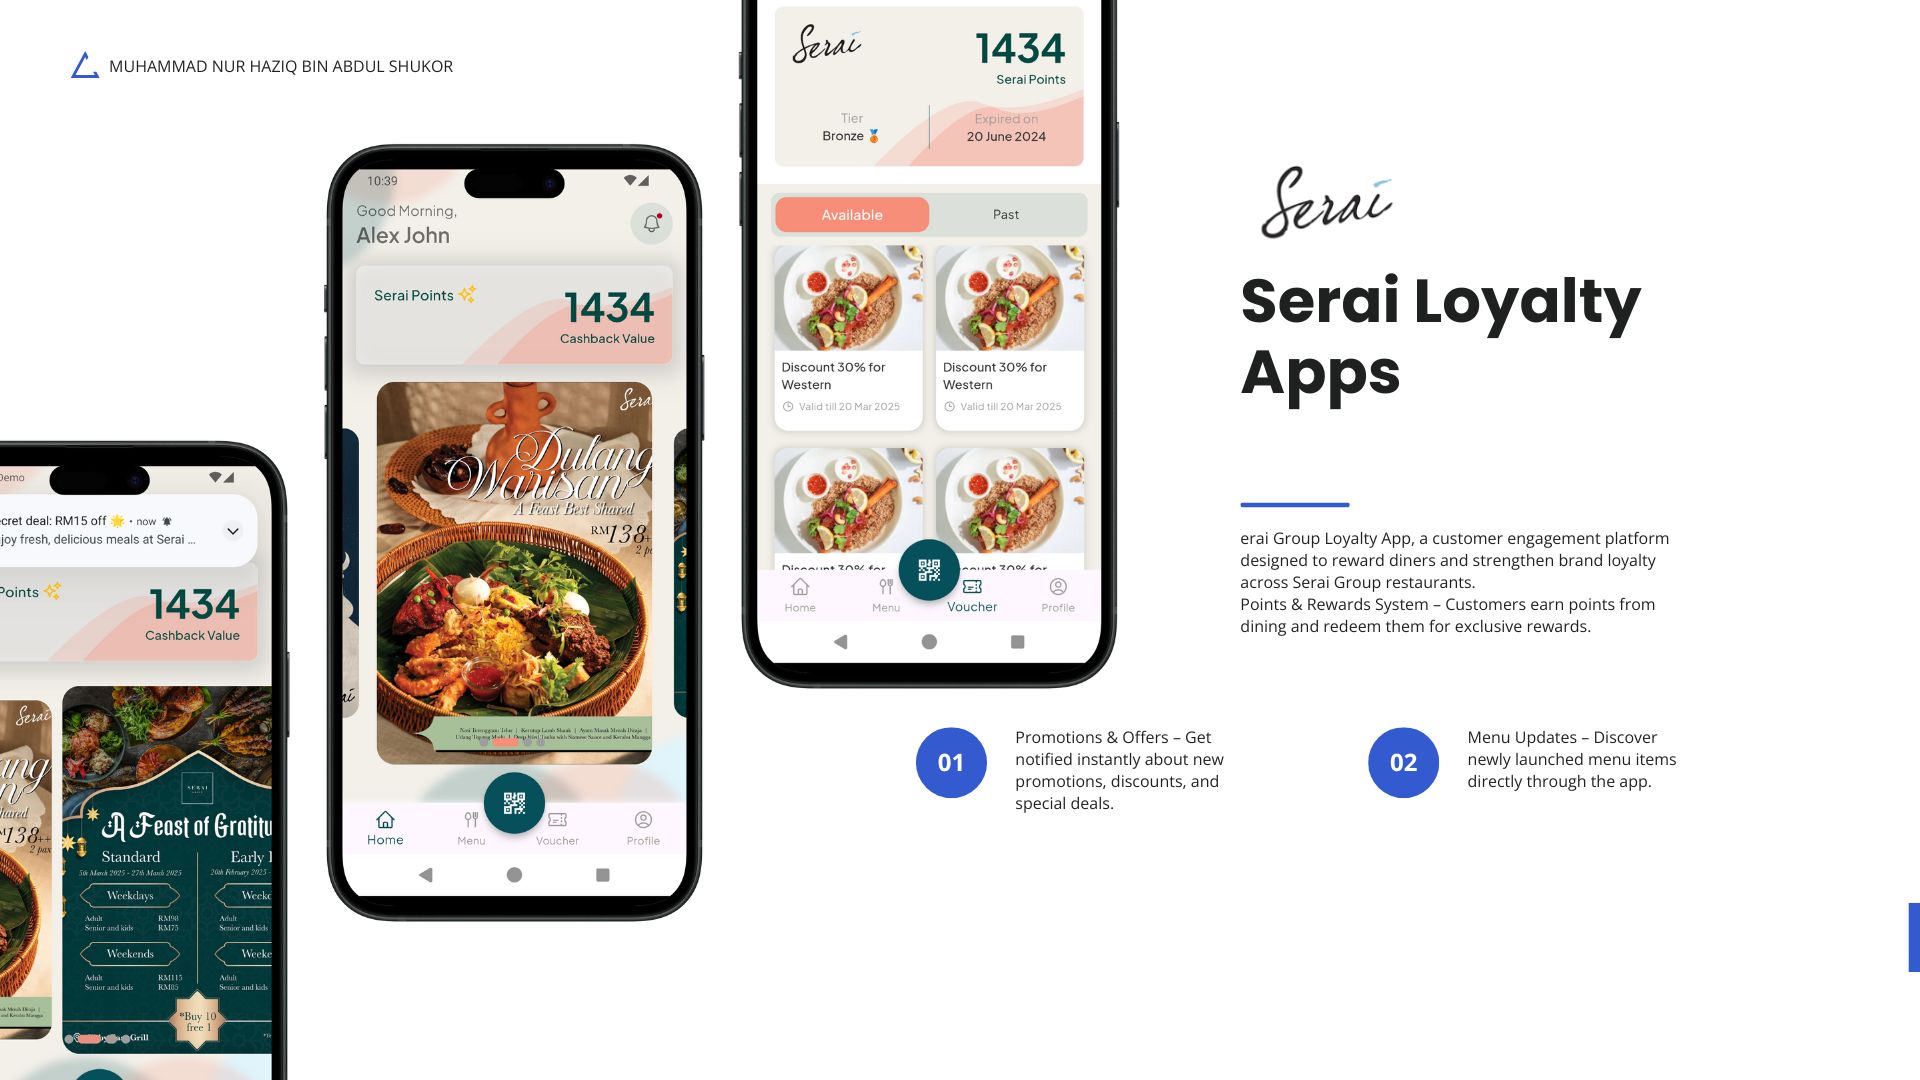 MUHAMMAD NUR HAZIQ BIN ABDUL SHUKOR
Serai
Serai Loyalty
Apps
erai Group Loyalty App, a customer engagement platform
designed to reward diners and strengthen brand loyalty
across Serai Group restaurants.
Points & Rewards System – Customers earn points from
dining and redeem them for exclusive rewards.
01
Promotions & Offers – Get
notified instantly about new
promotions, discounts, and
special deals.
02
Menu Updates – Discover
newly launched menu items
directly through the app.
Serai
1434
Serai Points
Tier
Bronze
Expired on
20 June 2024
Available
Past
Discount 30% for
Western
Valid till 20 Mar 2025
Discount 30% for
Western
Valid till 20 Mar 2025
Discount 30% for
Discount 30% for
Home
Menu
Voucher
Profile
10:39
Good Morning,
Alex John
Serai Points
1434
Cashback Value
Serai
Dulang
Warisan
A Feast Best Shared
RM138+
Home
Menu
Voucher
Profile
Demo
cret deal: RM15 off 🌟 • now
joy fresh, delicious meals at Serai ...
Points
1434
Cashback Value
Serai
ang
Shared
138++
2 pax
SERAI
A Feast of Gratitu
Standard
5th March 2025 - 27th March 2025
Weekdays
Adult RM98
Senior and kids RM75
Weekends
Adult RM115
Senior and kids RM85
Early
20th February 2025 -
Weekd
Adult
Senior and kids
Weeke
Adult
Senior and kids
*Buy 10
free 1
Grill